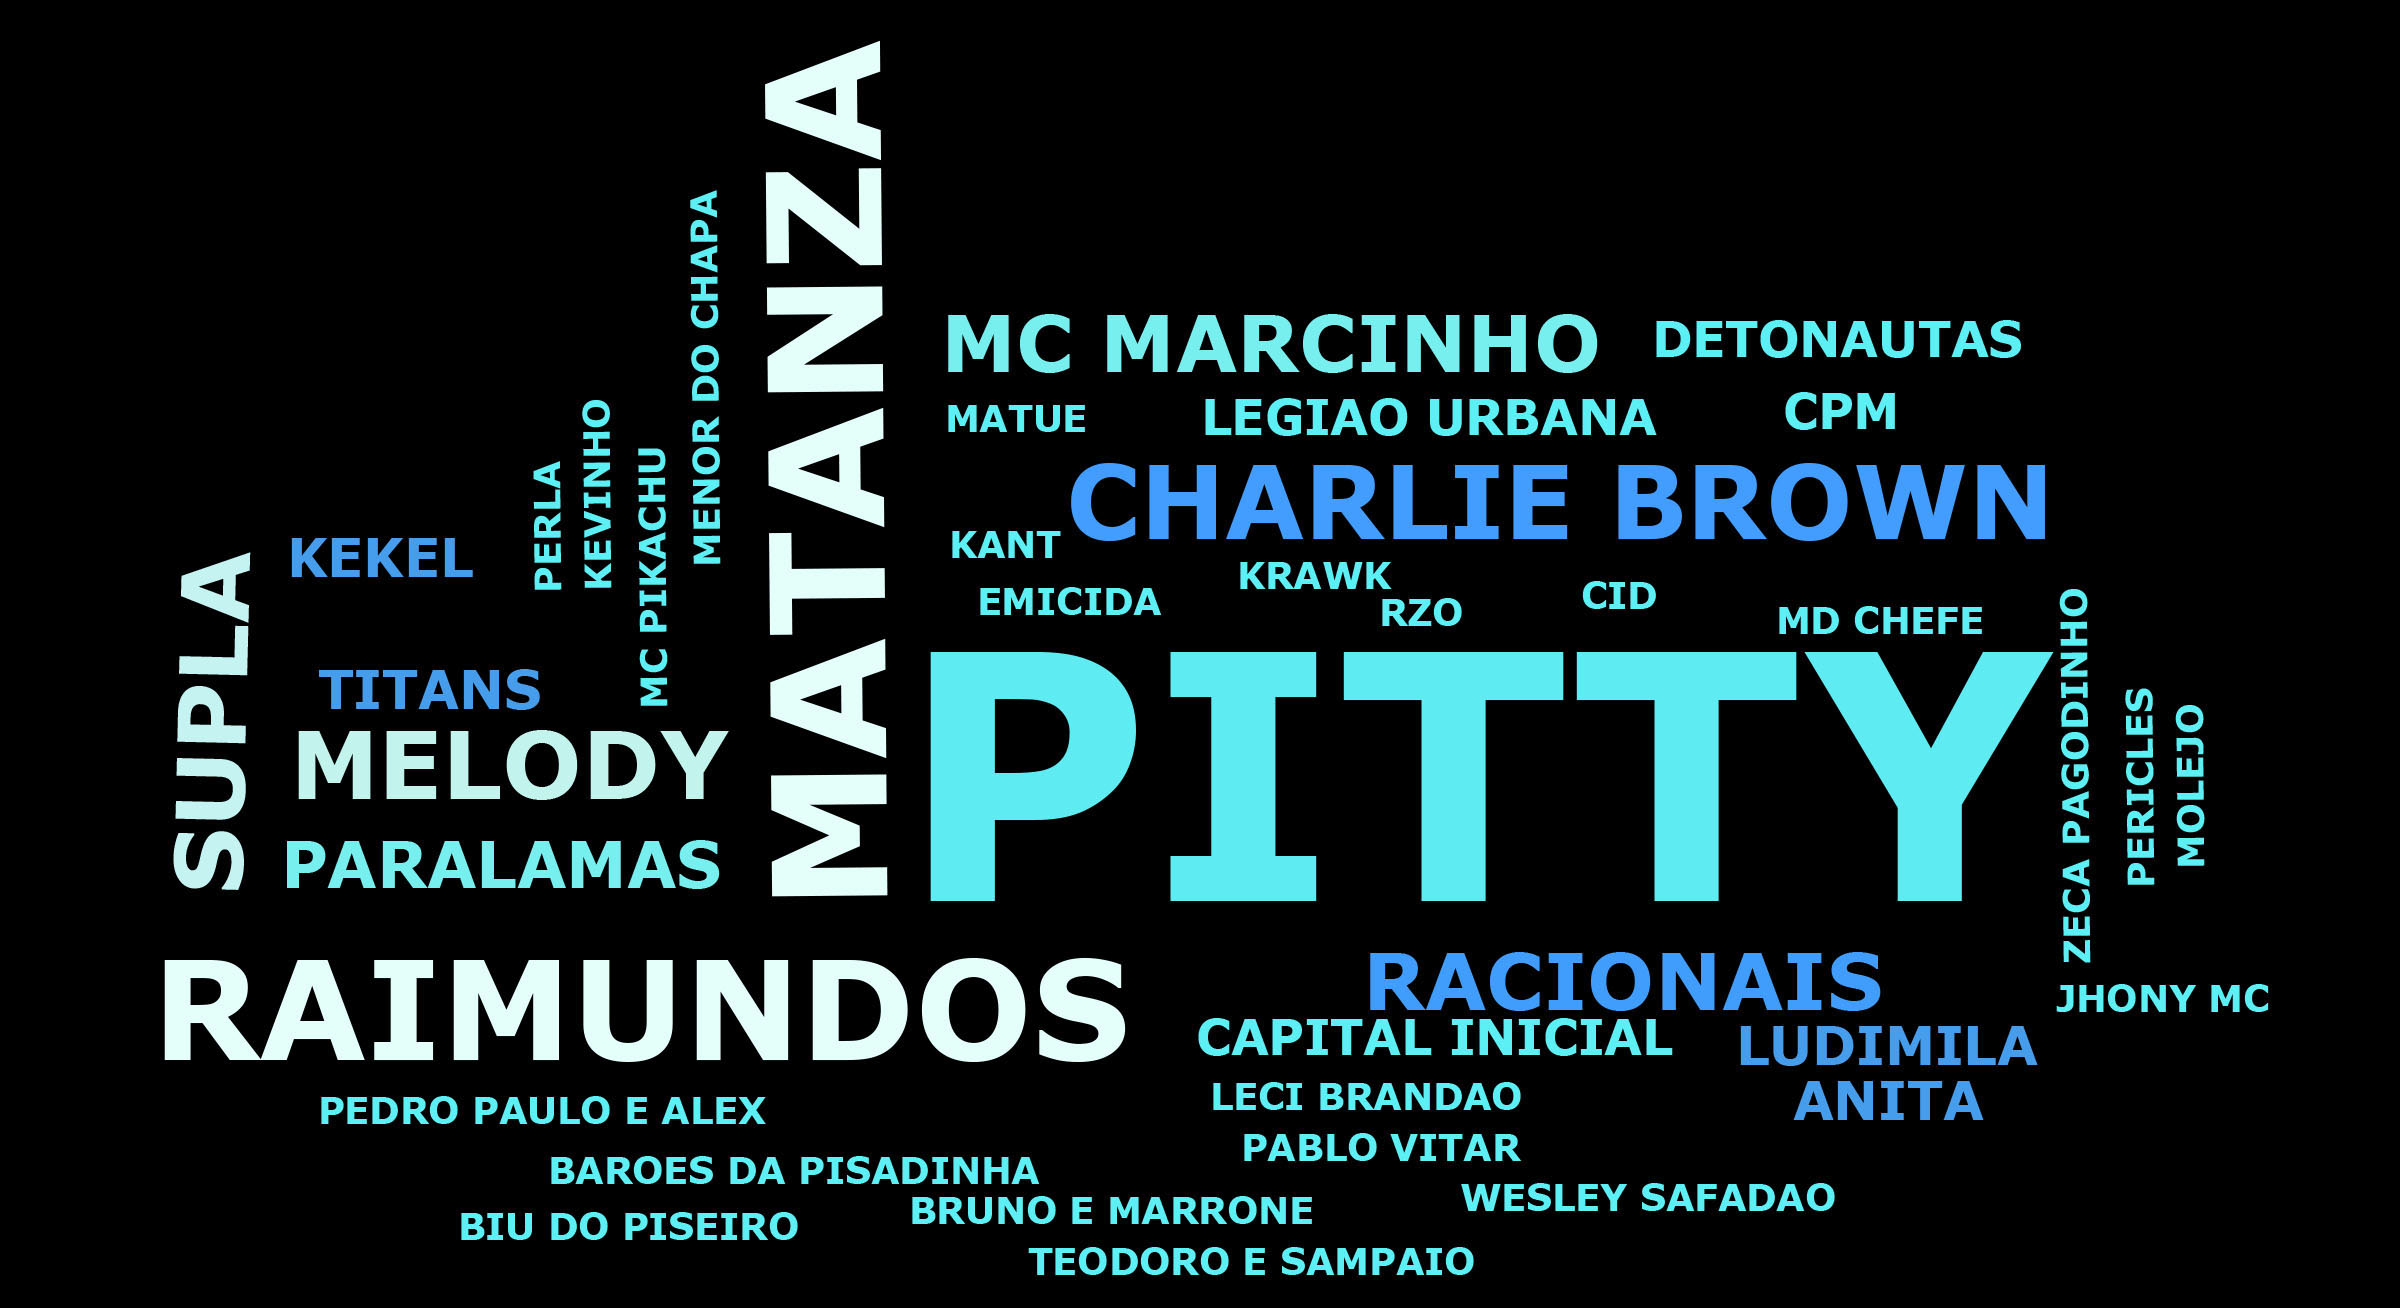 MATANZA
MENOR DO CHAPA
MC MARCINHO
DETONAUTAS
MATUE
LEGIAO URBANA
CPM
PERLA
KEVINHO
MC PIKACHU
CHARLIE BROWN
KEKEL
KANT
KRAWK
EMICIDA
RZO
CID
MD CHEFE
SUPLA
TITANS
MELODY
PARALAMAS
PITTY
ZECA PAGODINHO
PERICLES
MOLEJO
RAIMUNDOS
RACIONAIS
JHONY MC
CAPITAL INICIAL
LUDIMILA
ANITA
LECI BRANDAO
PEDRO PAULO E ALEX
PABLO VITAR
BAROES DA PISADINHA
WESLEY SAFADAO
BRUNO E MARRONE
BIU DO PISEIRO
TEODORO E SAMPAIO